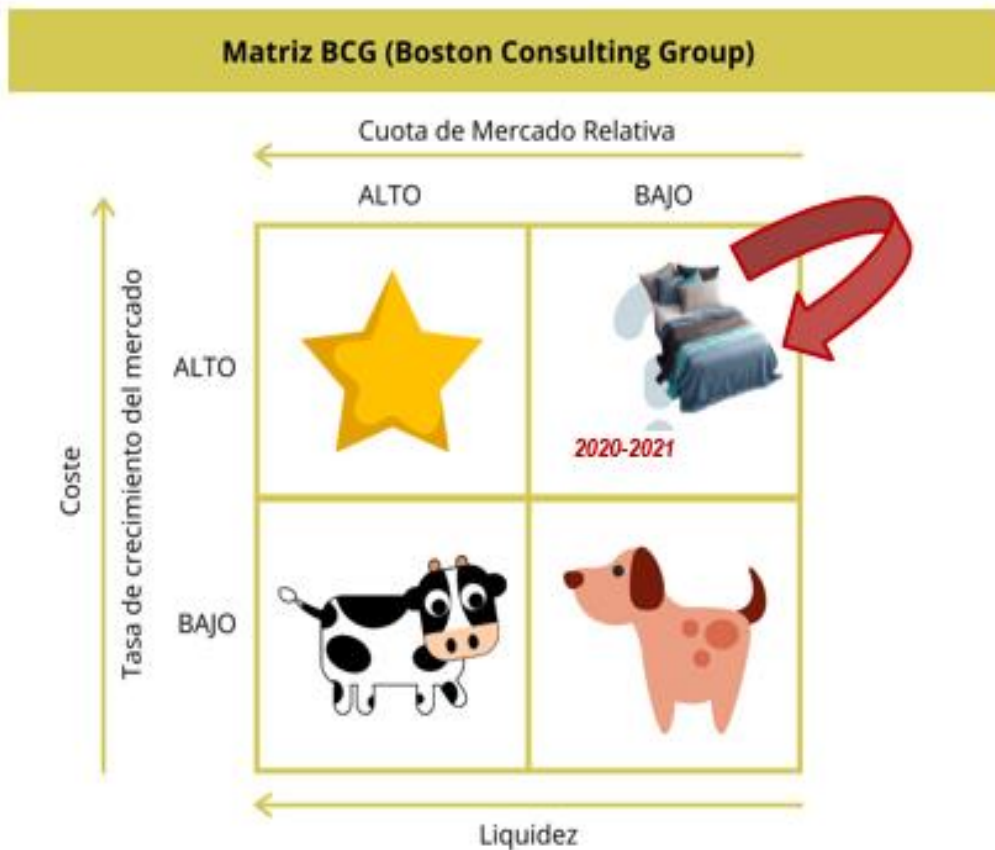 Matriz BCG (Boston Consulting Group)
Cuota de Mercado Relativa
ALTO
BAJO
Coste
Tasa de crecimiento del mercado
ALTO
2020-2021
BAJO
Liquidez